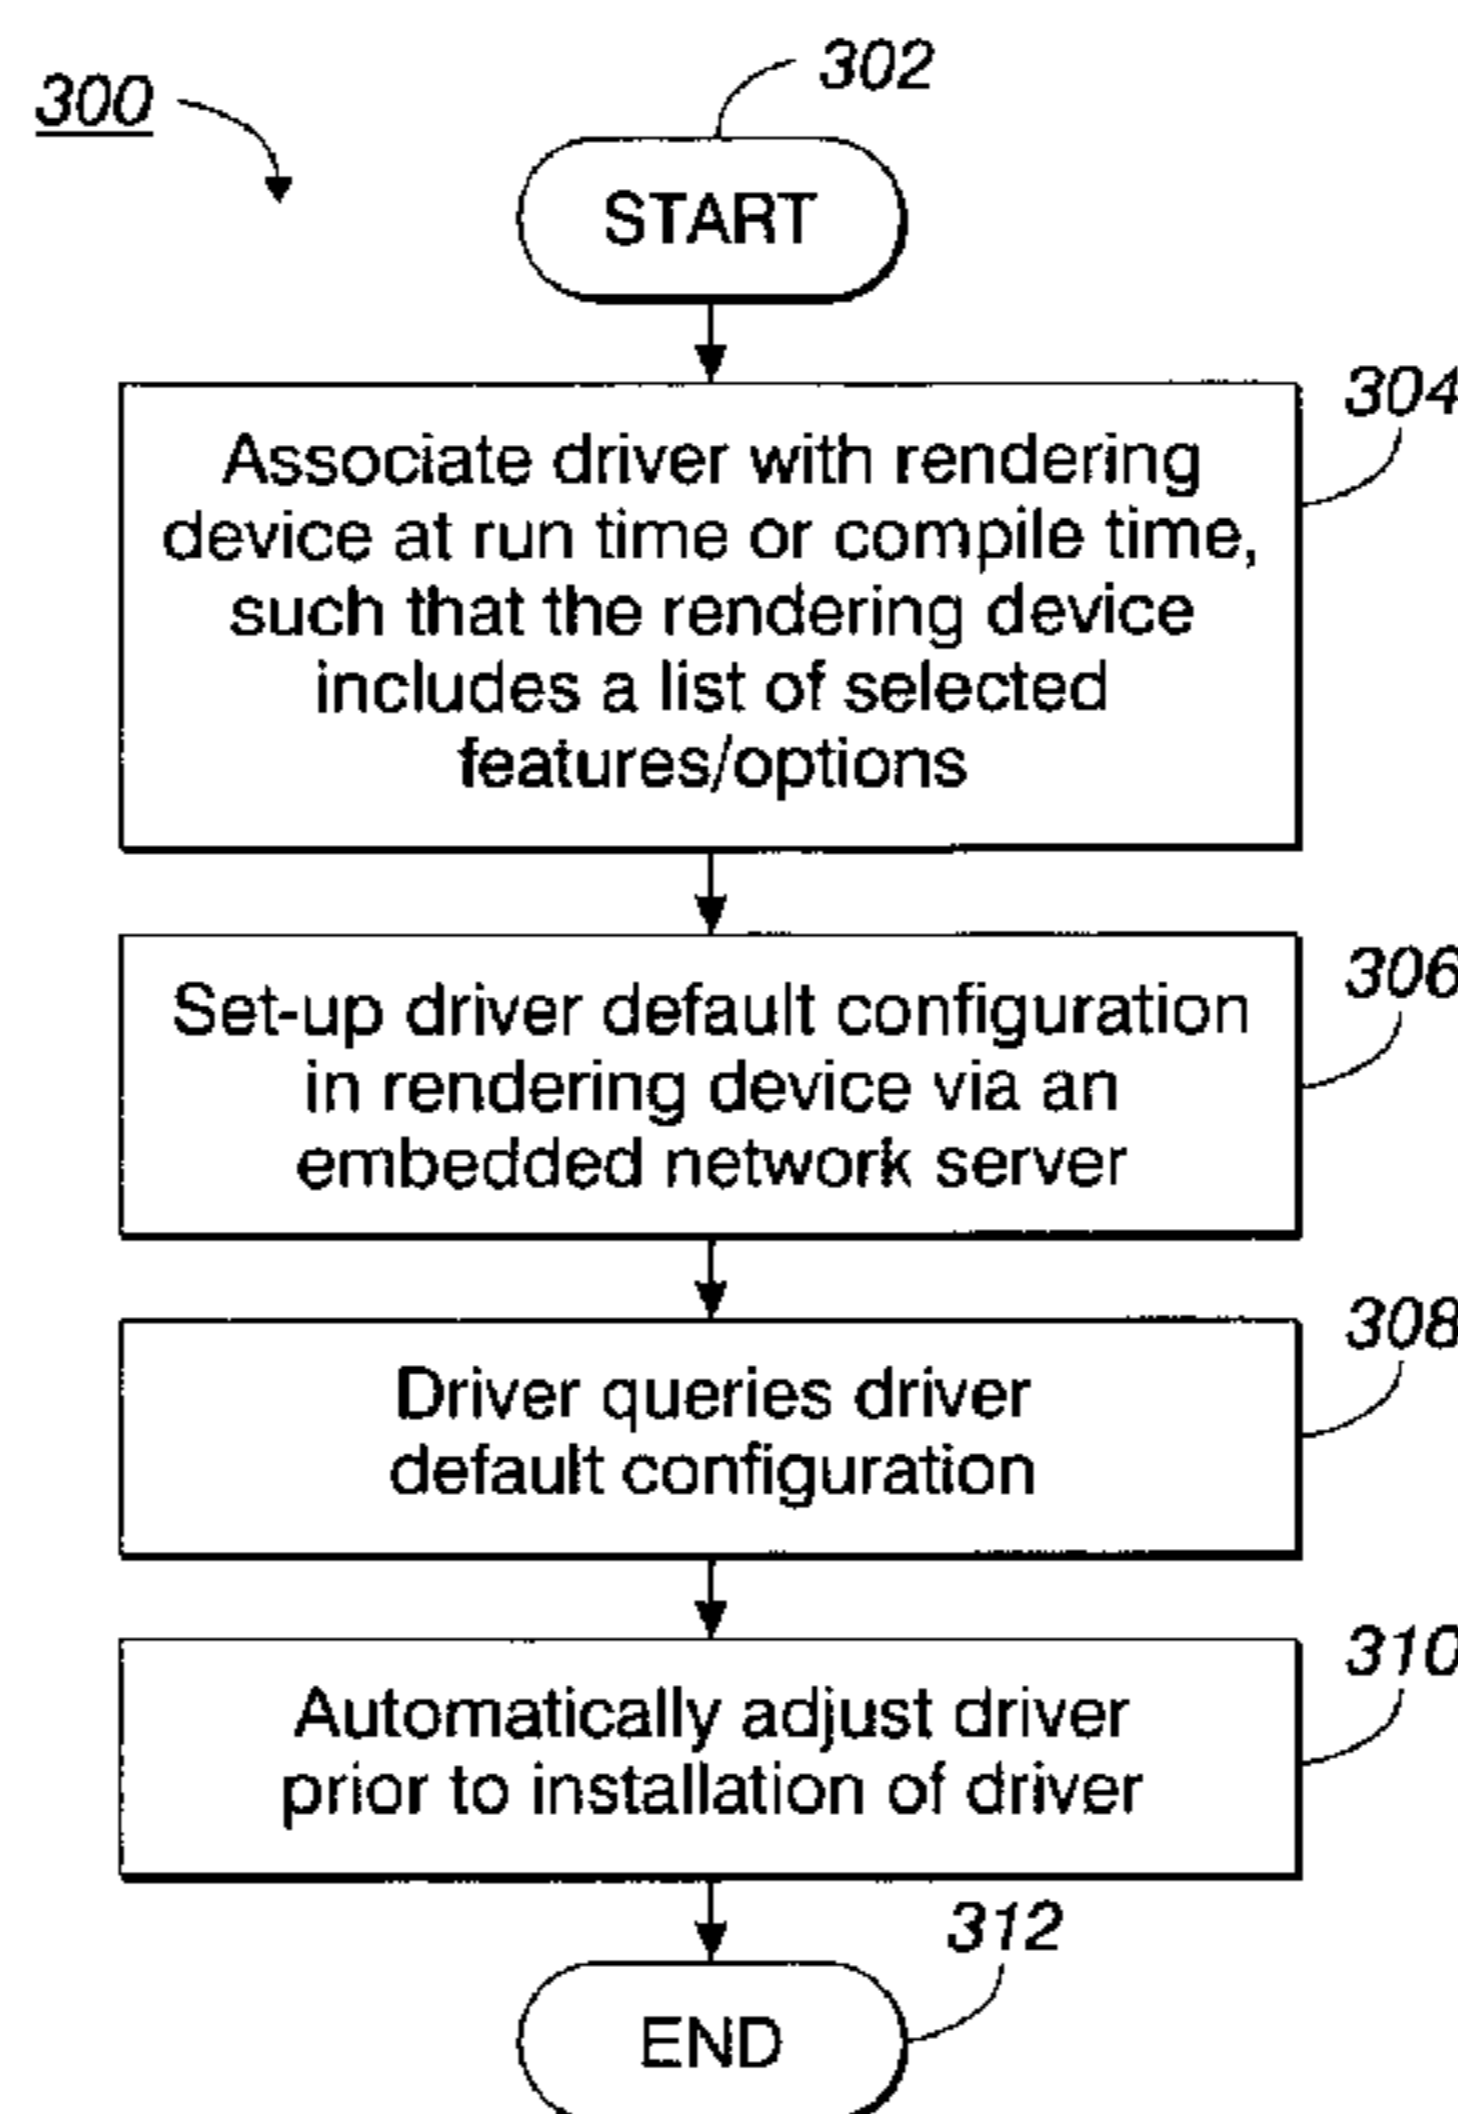 300
302
START
304
Associate driver with rendering
device at run time or compile time,
such that the rendering device
includes a list of selected
features/options
306
Set-up driver default configuration
in rendering device via an
embedded network server
308
Driver queries driver
default configuration
310
Automatically adjust driver
prior to installation of driver
312
END